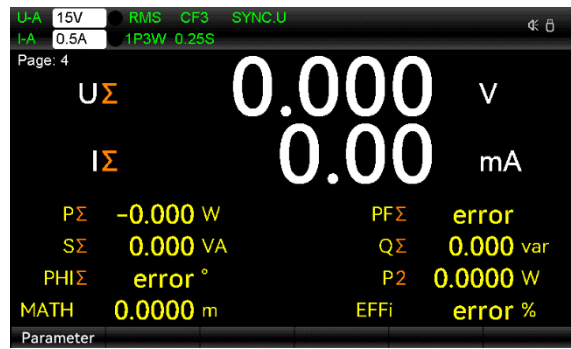 U-A 15V RMS CF3 SYNC.U
I-A 0.5A 1P3W 0.25S
Page: 4
UΣ 0.000 V
IΣ 0.00 mA
PΣ -0.000 W PFΣ error
SΣ 0.000 VA QΣ 0.000 var
PHIΣ error ° P2 0.0000 W
MATH 0.0000 m EFFi error %
Parameter